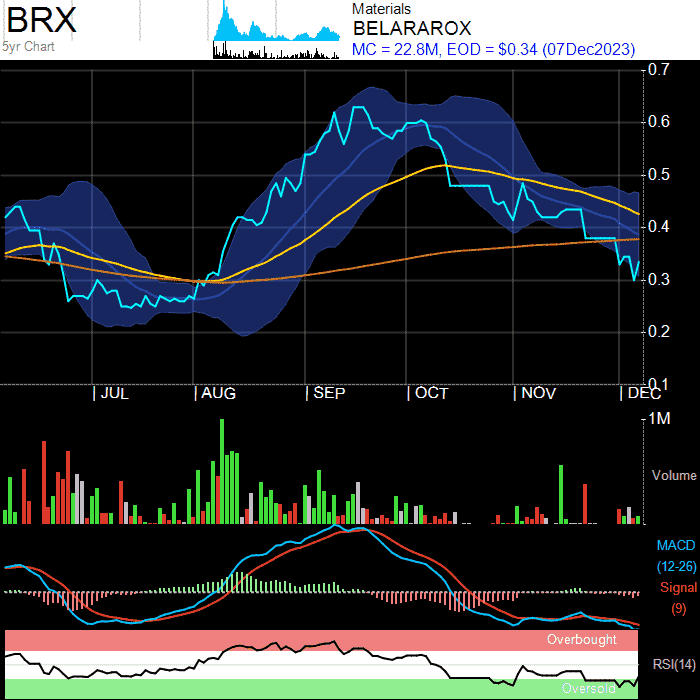 BRX
5yr Chart
Materials
BELARAROX
MC = 22.8M, EOD = $0.34 (07Dec2023)
0.7
0.6
0.5
0.4
0.3
0.2
0.1
JUL AUG SEP OCT NOV DEC
1M
Volume
MACD
(12-26)
Signal
(9)
Overbought
RSI(14)
Oversold